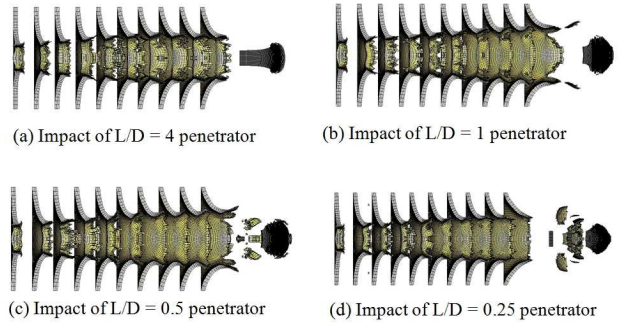 (a) Impact of L/D = 4 penetrator
(b) Impact of L/D = 1 penetrator
(c) Impact of L/D = 0.5 penetrator
(d) Impact of L/D = 0.25 penetrator